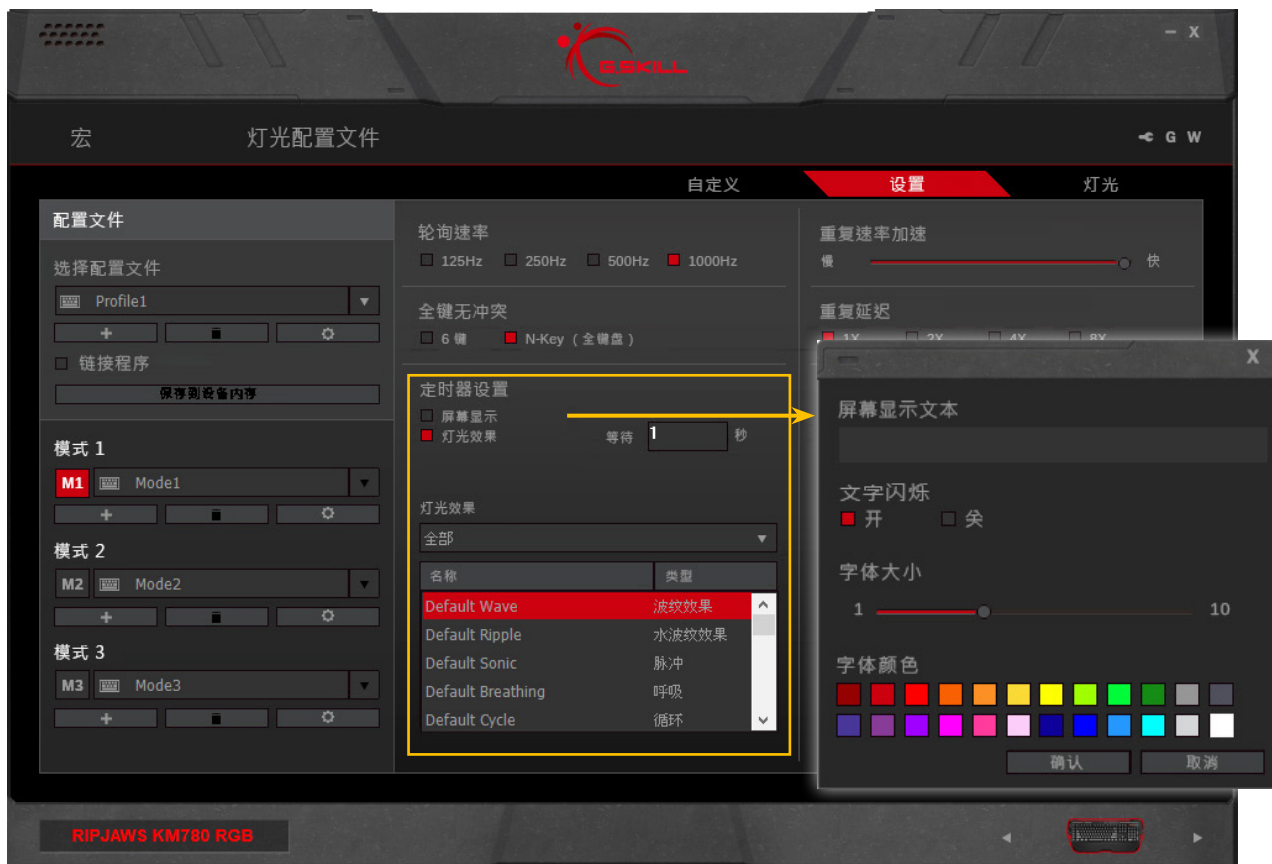 – X
G.SKILL
宏 灯光配置文件 G W
自定义 设置 灯光
配置文件
选择配置文件
Profile1
+
链接程序
保存到设备内存
模式 1
M1 Mode1
+
模式 2
M2 Mode2
+
模式 3
M3 Mode3
+
轮询速率
125Hz 250Hz 500Hz 1000Hz
全键无冲突
6 键 N-Key ( 全键盘 )
定时器设置
屏幕显示
灯光效果 等待 1 秒
灯光效果
全部
名称 类型
Default Wave 波纹效果
Default Ripple 水波纹效果
Default Sonic 脉冲
Default Breathing 呼吸
Default Cycle 循环
重复速率加速
慢 快
重复延迟
1X 2X 4X 8X
X
屏幕显示文本
文字闪烁
开 关
字体大小
1 10
字体颜色
确认 取消
RIPJAWS KM780 RGB